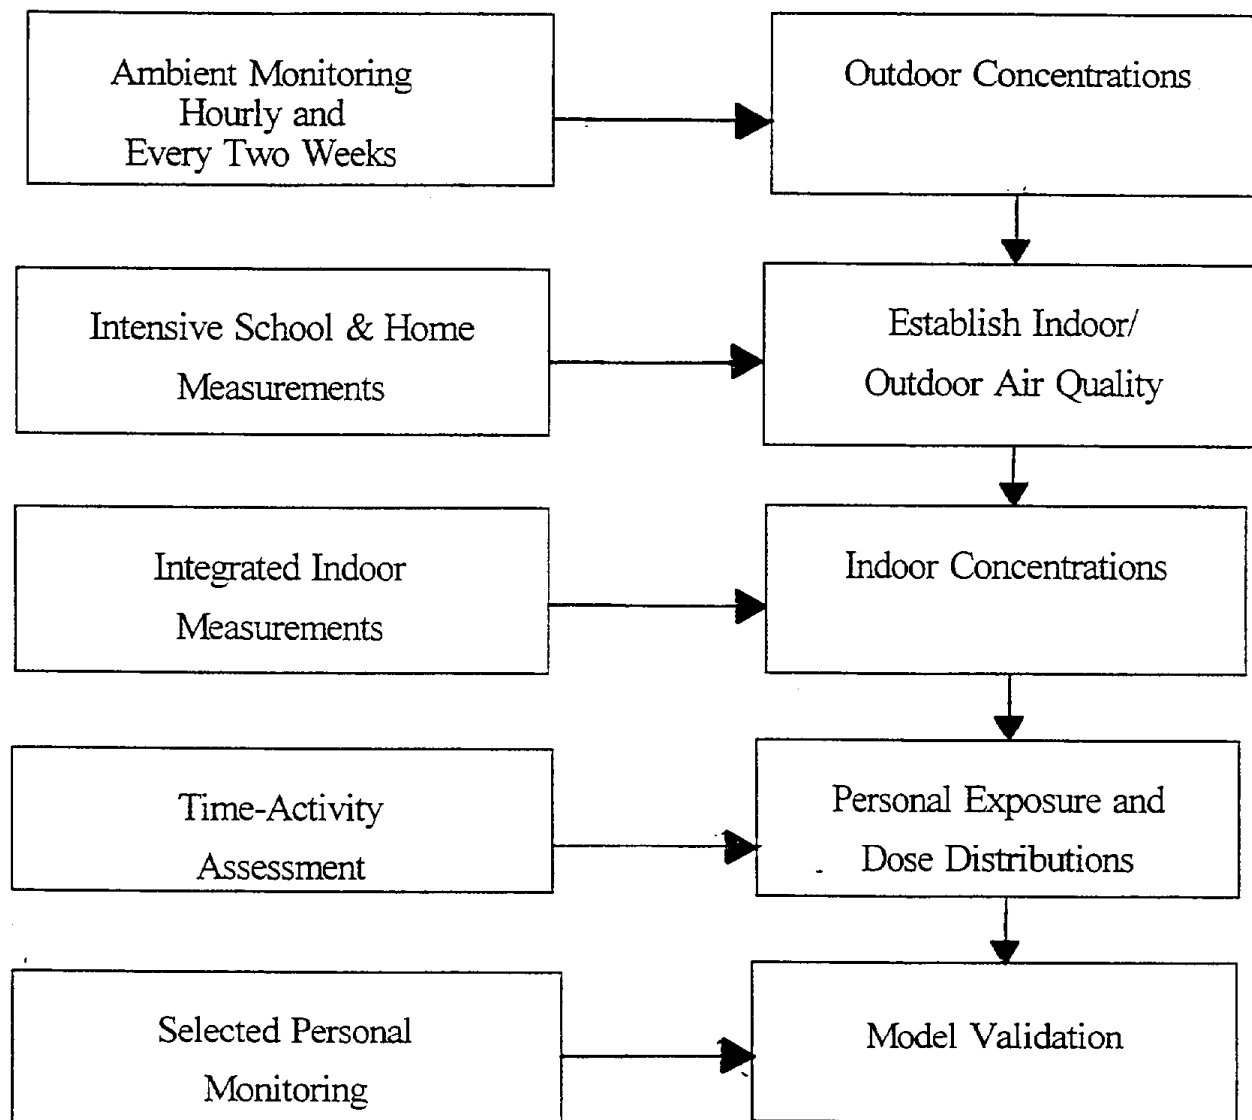 Ambient Monitoring
Hourly and
Every Two Weeks
Outdoor Concentrations
Intensive School & Home
Measurements
Establish Indoor/
Outdoor Air Quality
Integrated Indoor
Measurements
Indoor Concentrations
Time-Activity
Assessment
Personal Exposure and
Dose Distributions
Selected Personal
Monitoring
Model Validation